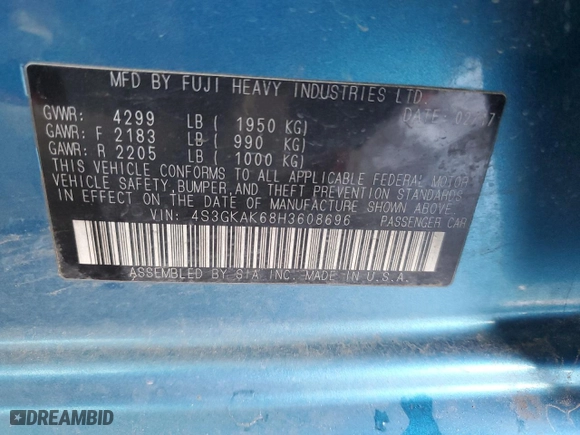 MFD BY FUJI HEAVY INDUSTRIES LTD.
DATE:
GVWR: 4299 LB ( 1950 KG)
GAWR: F 2183 LB ( 990 KG)
GAWR: R 2205 LB ( 1000 KG)
THIS VEHICLE CONFORMS TO ALL APPLICABLE FEDERAL MOTOR
VEHICLE SAFETY, BUMPER, AND THEFT PREVENTION STANDARDS
IN EFFECT ON THE DATE OF MANUFACTURE SHOWN ABOVE.
VIN: 4S3GKAK68H3608696 PASSENGER CAR
ASSEMBLED BY SIA, INC. MADE IN U.S.A.
DREAMBID